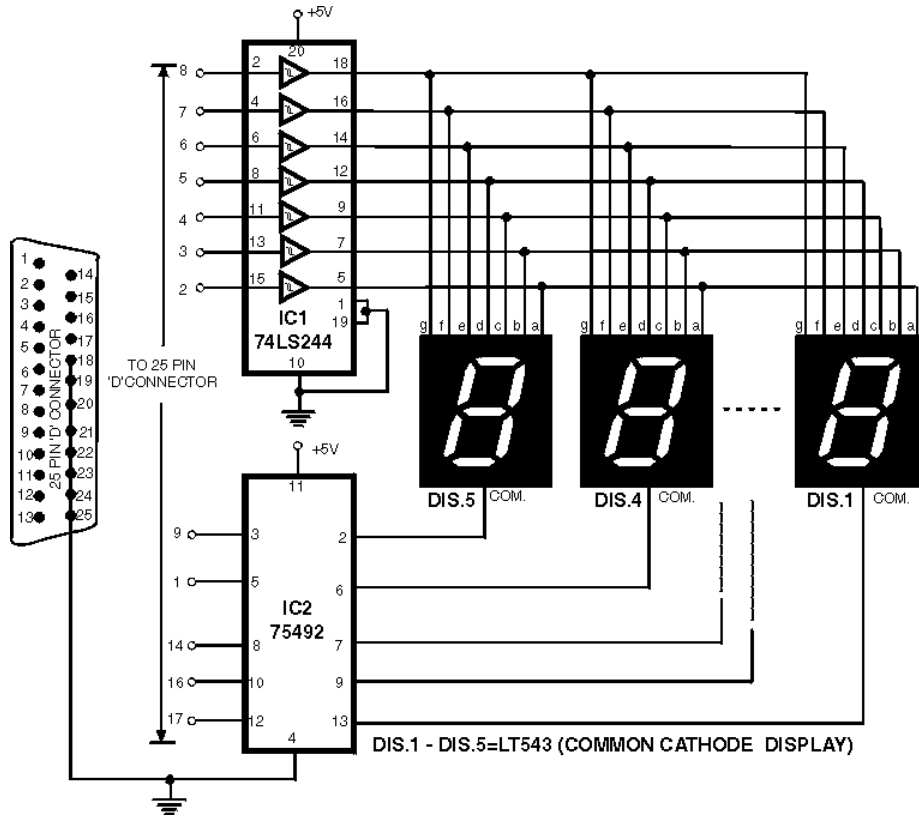 +5V
20
8 2 18
7 4 16
6 6 14
5 8 12
4 11 9
3 13 7
2 15 5
1
19
IC1
74LS244
10
TO 25 PIN
'D'CONNECTOR
1
2
3
4
5
6
7
8
9
10
11
12
13
25 PIN 'D' CONNECTOR
14
15
16
17
18
19
20
21
22
23
24
25
g f e d c b a
g f e d c b a
g f e d c b a
DIS.5 COM.
DIS.4 COM.
DIS.1 COM.
+5V
11
9 3 2
1 5 6
IC2
75492
14 8 7
16 10 9
17 12 13
4
DIS.1 - DIS.5=LT543 (COMMON CATHODE DISPLAY)